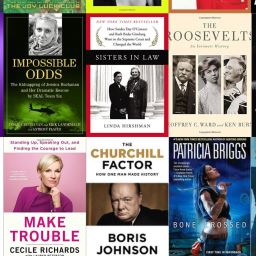 THE JOY LUCK CLUB
IMPOSSIBLE
ODDS
The Kidnapping of Jessica Buchanan
and Her Dramatic Rescue
by SEAL Team Six
JESSICA BUCHANAN and ERIK LANDEMALM
with ANTHONY FLACCO
How Sandra Day O'Connor
and Ruth Bader Ginsburg
Went to the Supreme Court and
Changed the World
SISTERS IN LAW
LINDA HIRSHMAN
THE
ROOSEVELTS
An Intimate History
GEOFFREY C. WARD and KEN BURNS
Standing Up, Speaking Out, and
Finding the Courage to Lead
MAKE
TROUBLE
CECILE RICHARDS
THE
CHURCHILL
FACTOR
HOW ONE MAN MADE HISTORY
BORIS
JOHNSON
PATRICIA BRIGGS
BONE CROSSED